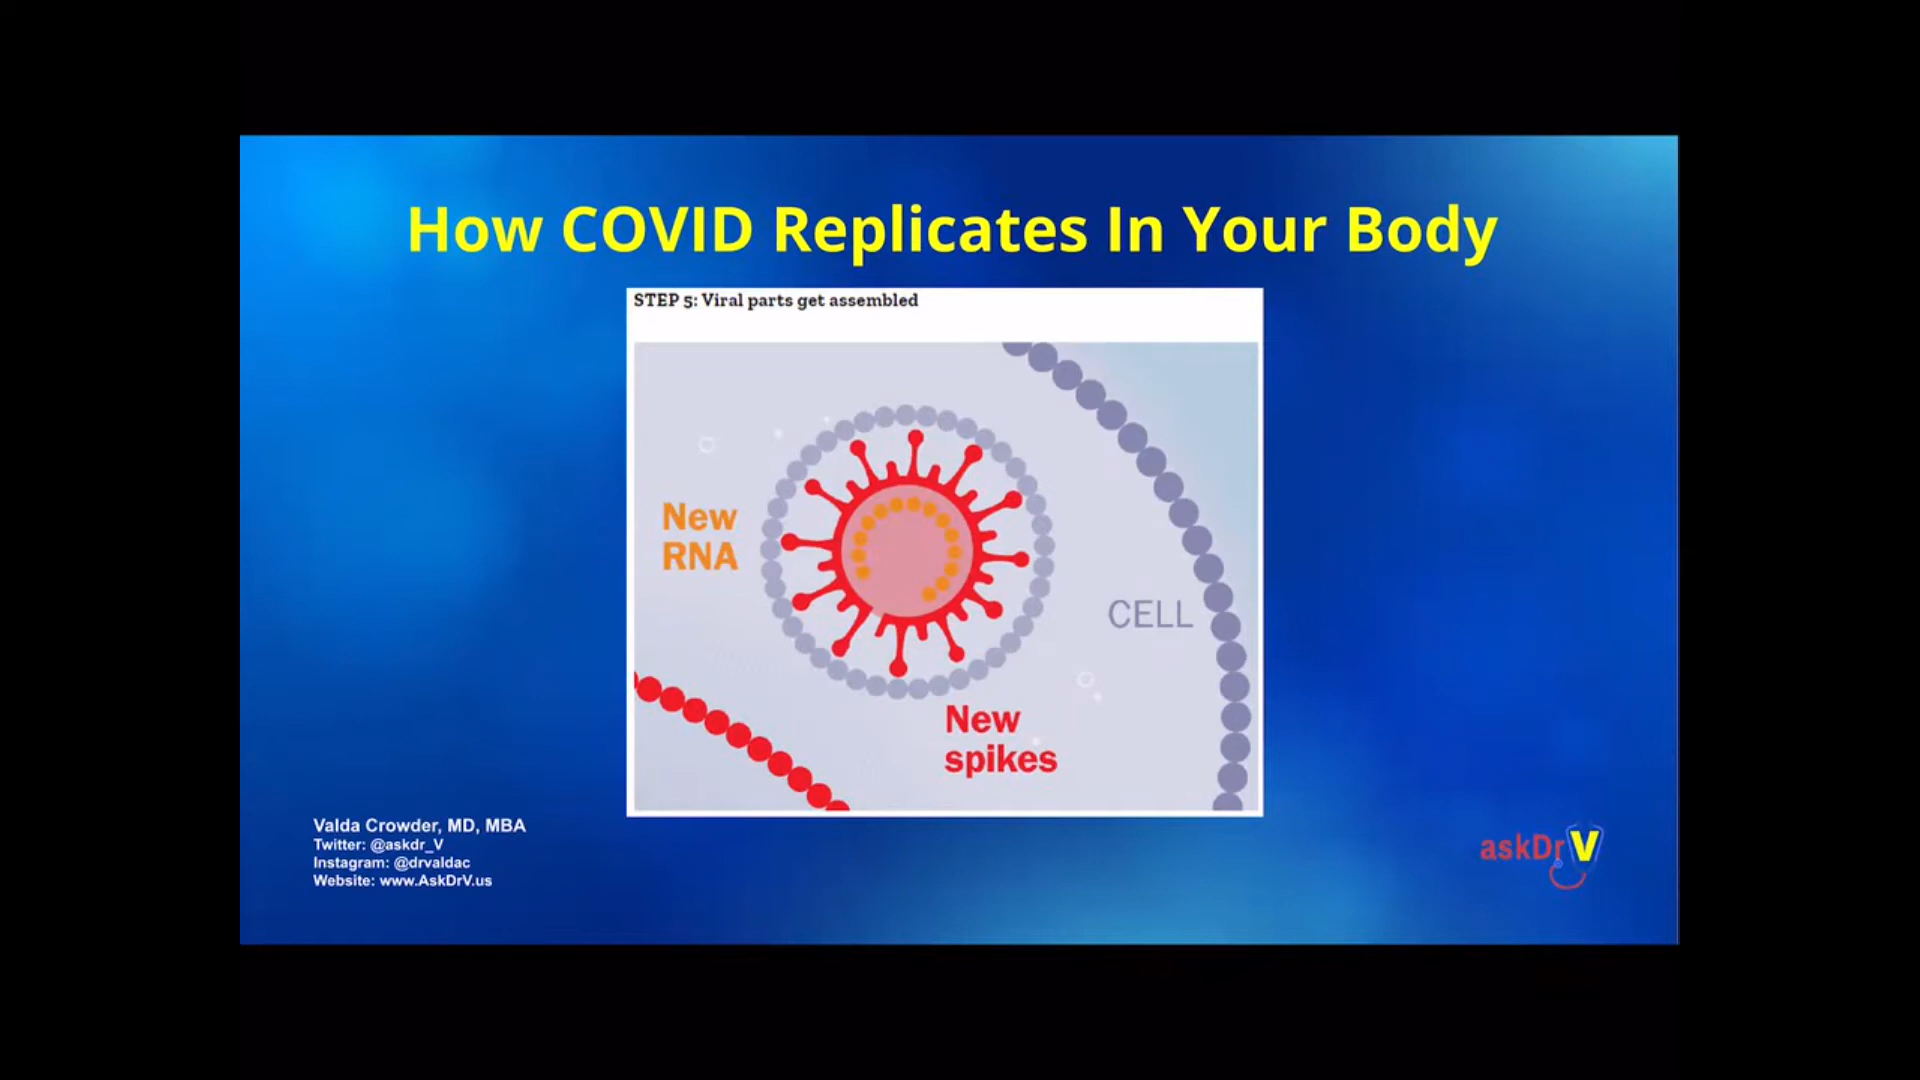 How COVID Replicates In Your Body
STEP 5: Viral parts get assembled
New
RNA
CELL
New
spikes
Valda Crowder, MD, MBA
Twitter: @askdr_V
Instagram: @drvaldac
Website: www.AskDrV.us
askDrV